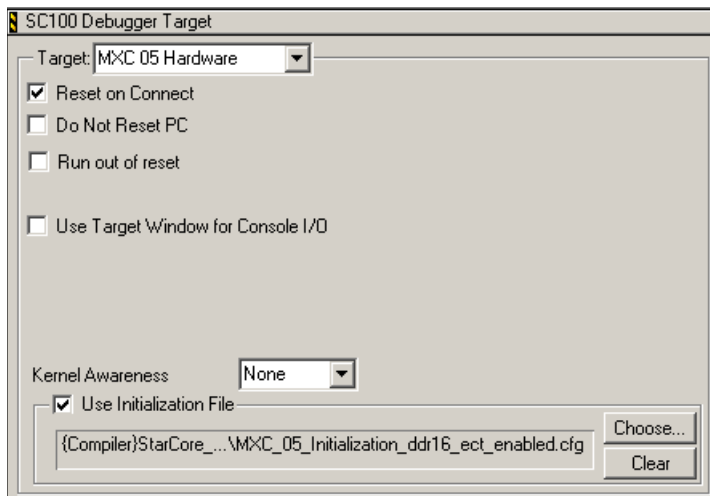 SC100 Debugger Target
Target: MXC 05 Hardware
Reset on Connect
Do Not Reset PC
Run out of reset
Use Target Window for Console I/O
Kernel Awareness None
Use Initialization File
{Compiler}StarCore_...\MXC_05_Initialization_ddr16_ect_enabled.cfg
Choose...
Clear